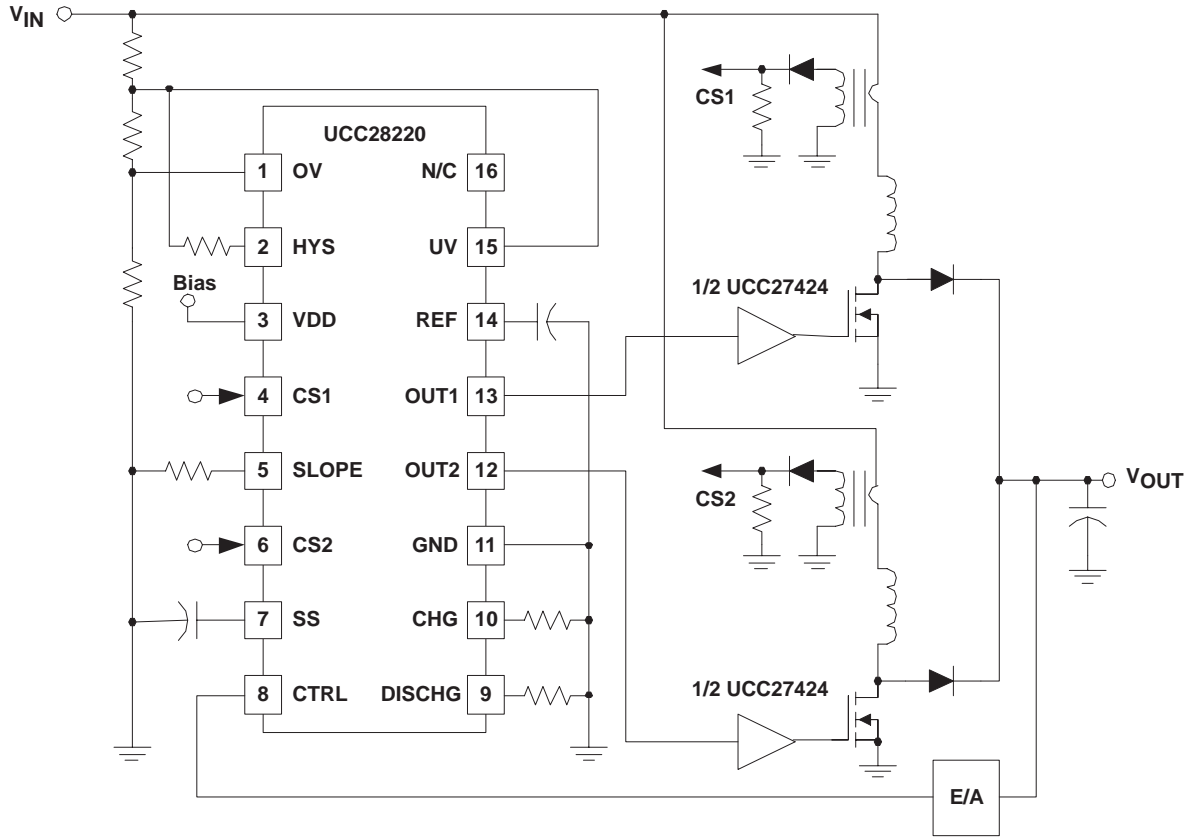 VIN
CS1
UCC28220
1 OV N/C 16
2 HYS UV 15
Bias
1/2 UCC27424
3 VDD REF 14
4 CS1 OUT1 13
5 SLOPE OUT2 12
CS2
VOUT
6 CS2 GND 11
7 SS CHG 10
8 CTRL DISCHG 9
1/2 UCC27424
E/A